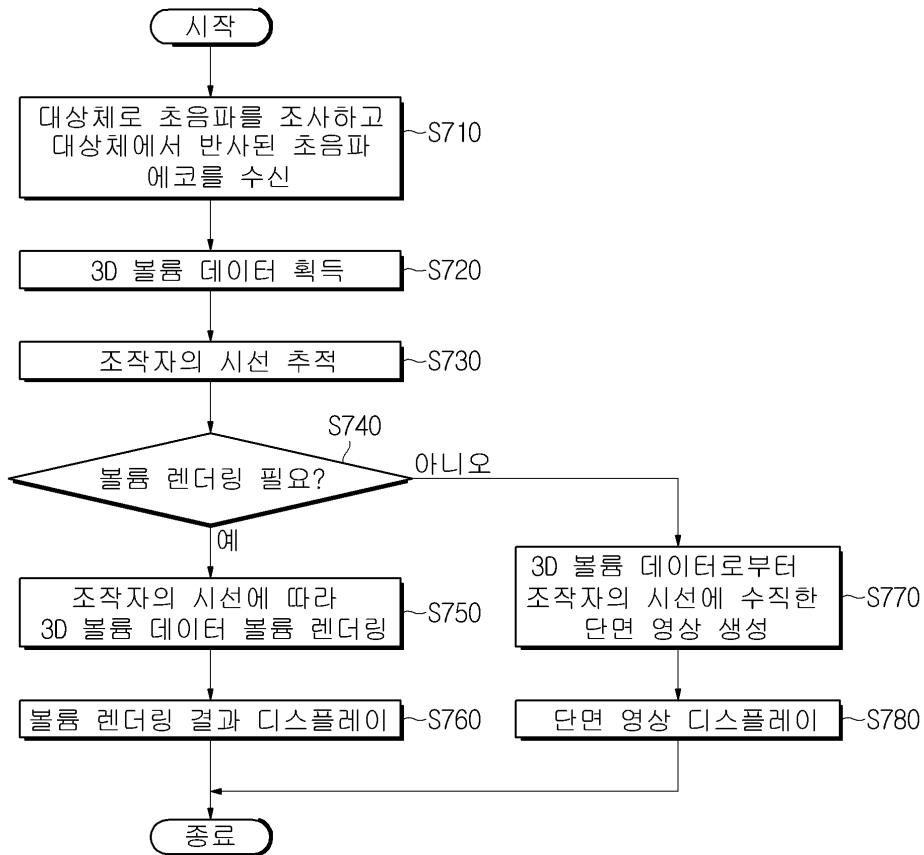 시작
대상체로 초음파를 조사하고
대상체에서 반사된 초음파
에코를 수신
S710
3D 볼륨 데이터 획득
S720
조작자의 시선 추적
S730
S740
볼륨 렌더링 필요?
아니오
예
조작자의 시선에 따라
3D 볼륨 데이터 볼륨 렌더링
S750
3D 볼륨 데이터로부터
조작자의 시선에 수직한
단면 영상 생성
S770
볼륨 렌더링 결과 디스플레이
S760
단면 영상 디스플레이
S780
종료